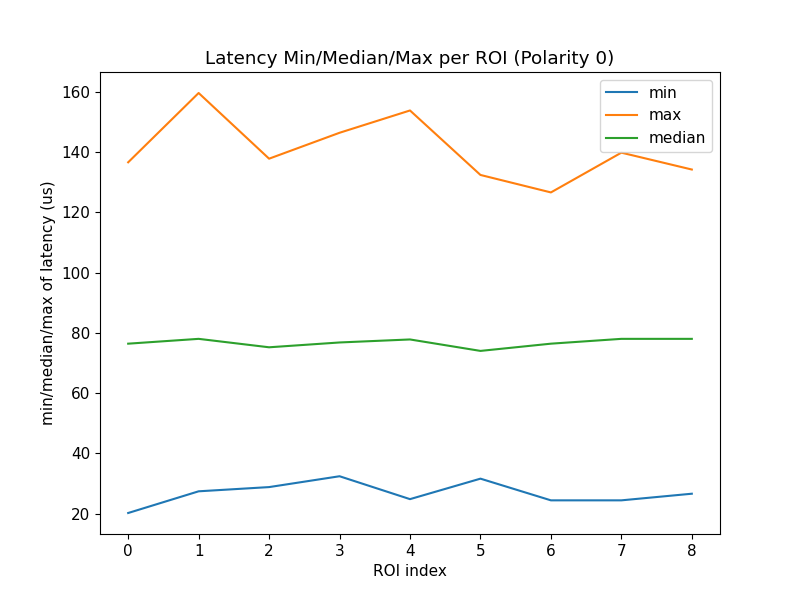 Latency Min/Median/Max per ROI (Polarity 0)
min
max
median
160
140
120
100
80
60
40
20
min/median/max of latency (us)
0 1 2 3 4 5 6 7 8
ROI index